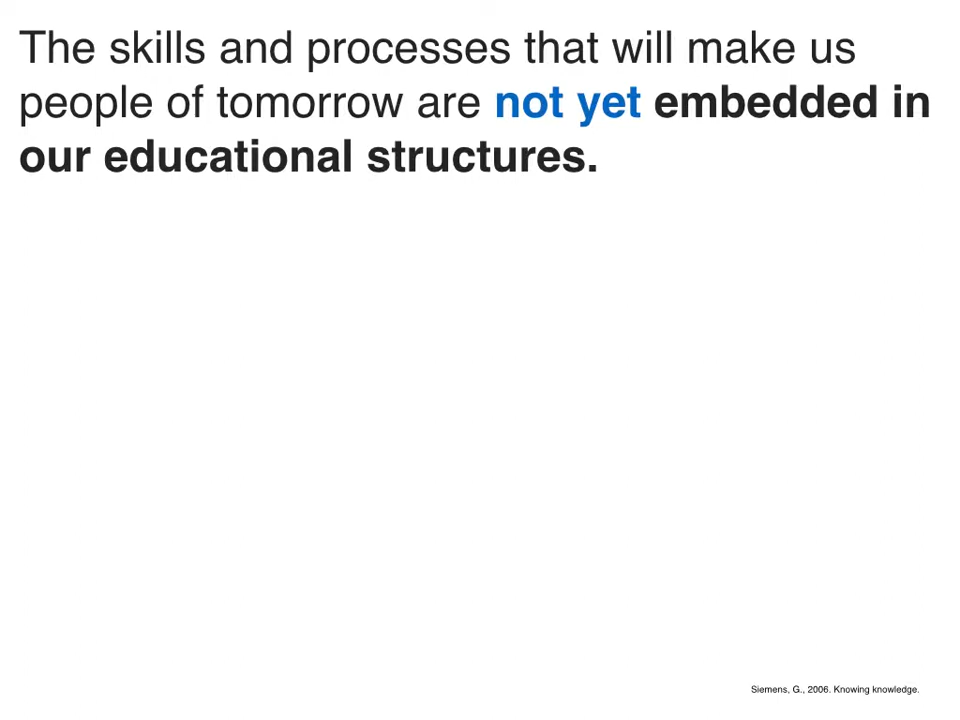 The skills and processes that will make us
people of tomorrow are not yet embedded in
our educational structures.
Siemens, G., 2006. Knowing knowledge.